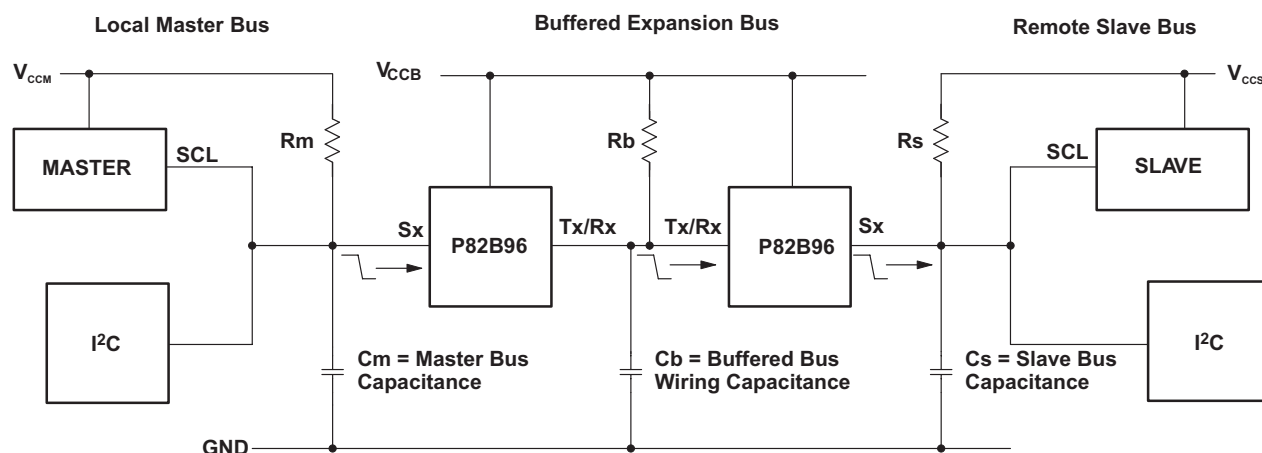 Local Master Bus
Buffered Expansion Bus
Remote Slave Bus
VCCM
VCCB
VCCS
MASTER
SCL
Rm
Rb
Rs
SCL
SLAVE
Sx
P82B96
Tx/Rx
Tx/Rx
P82B96
Sx
I²C
I²C
Cm = Master Bus
Capacitance
Cb = Buffered Bus
Wiring Capacitance
Cs = Slave Bus
Capacitance
GND